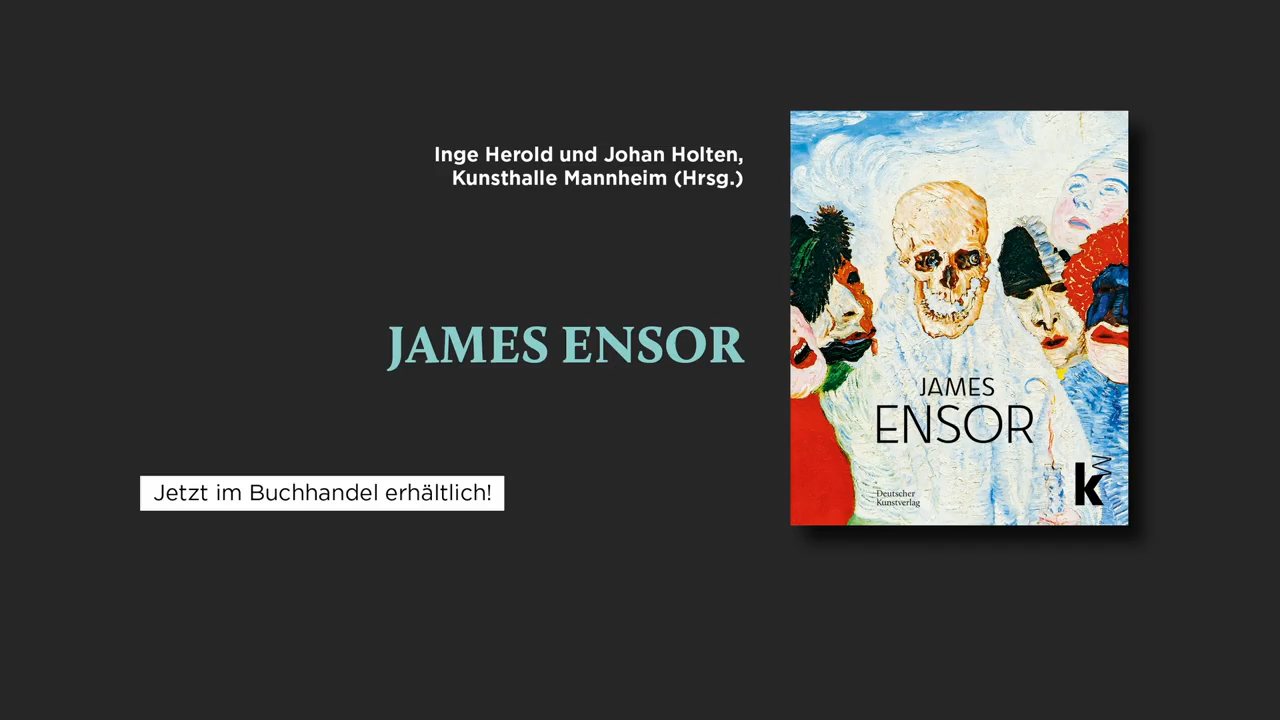 Inge Herold und Johan Holten,
Kunsthalle Mannheim (Hrsg.)
JAMES ENSOR
Jetzt im Buchhandel erhältlich!
JAMES
ENSOR
Deutscher
Kunstverlag
k
M